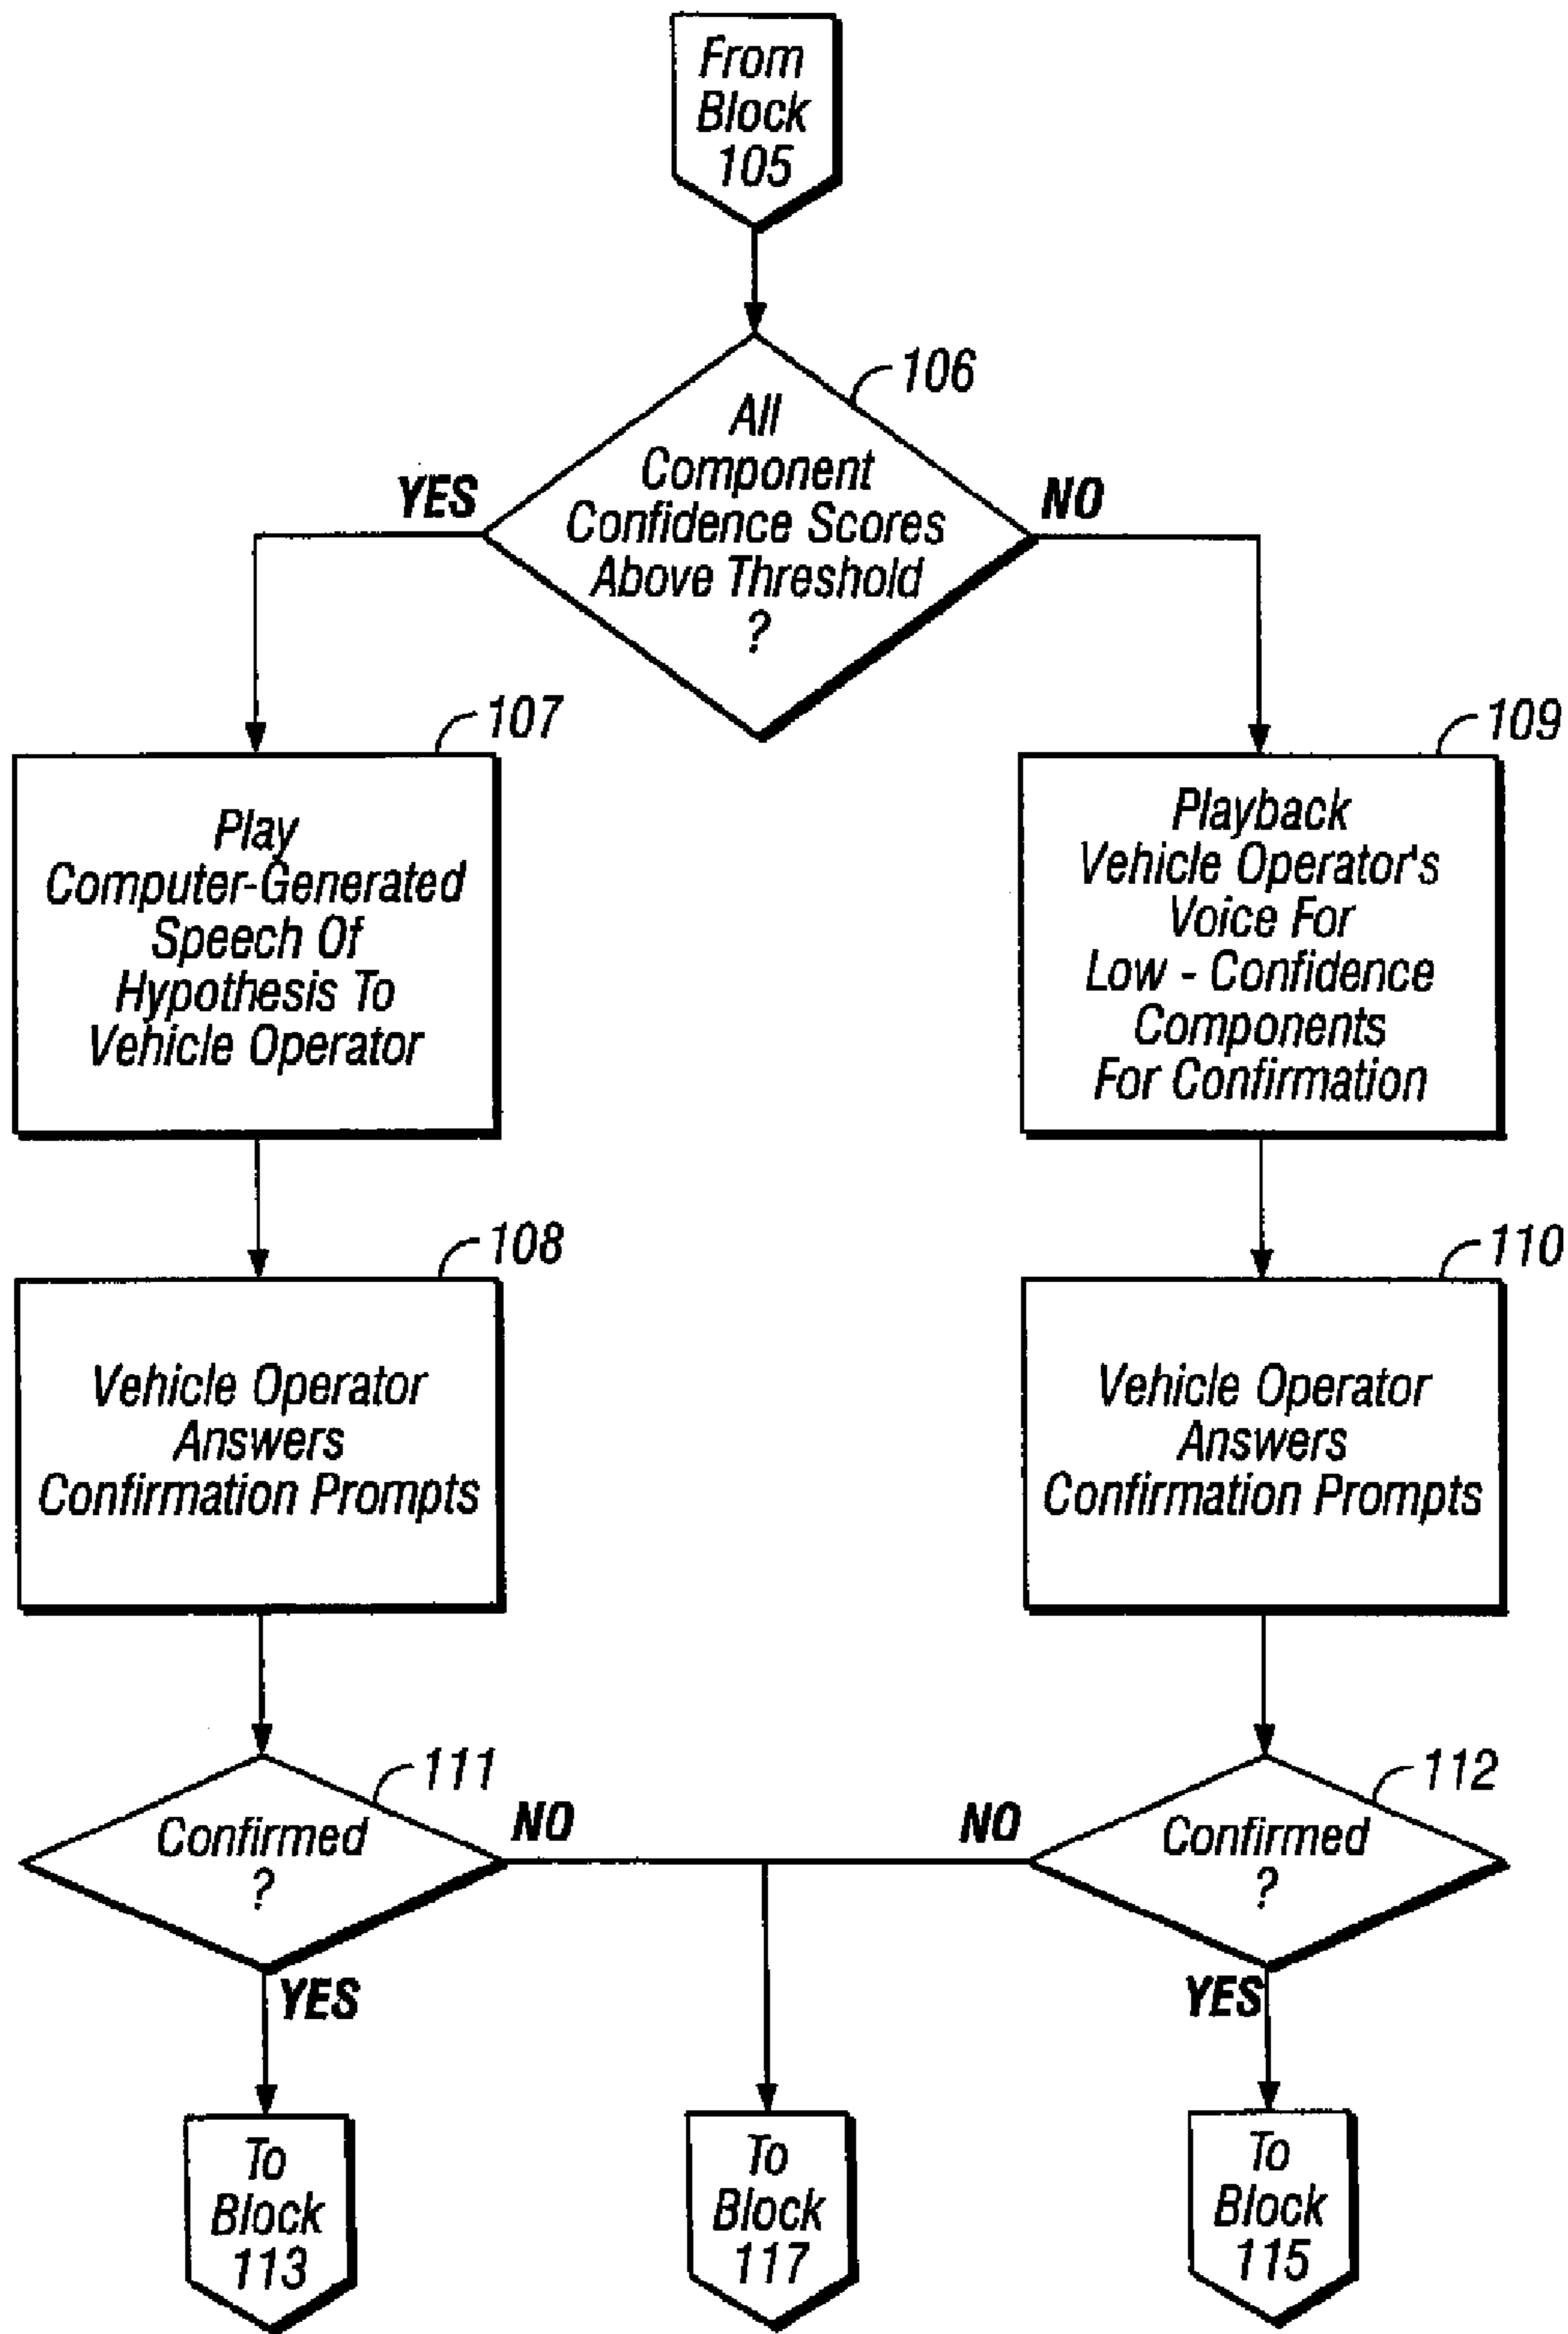 From
Block
105
106
All
Component
Confidence Scores
Above Threshold
?
YES
NO
107
Play
Computer-Generated
Speech Of
Hypothesis To
Vehicle Operator
109
Playback
Vehicle Operator's
Voice For
Low - Confidence
Components
For Confirmation
108
Vehicle Operator
Answers
Confirmation Prompts
110
Vehicle Operator
Answers
Confirmation Prompts
111
Confirmed
?
NO
YES
112
Confirmed
?
NO
YES
To
Block
113
To
Block
117
To
Block
115